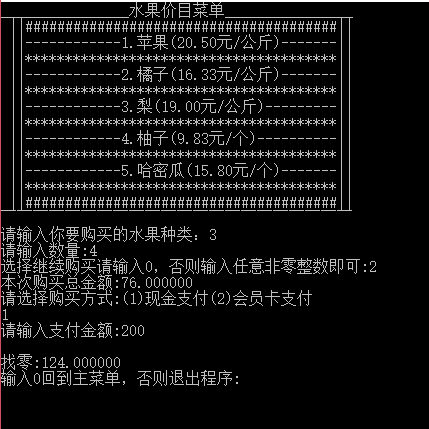 水果价目菜单
########################################
------------1.苹果(20.50元/公斤)-------
****************************************
------------2.橘子(16.33元/公斤)-------
****************************************
------------3.梨(19.00元/公斤)---------
****************************************
------------4.柚子(9.83元/个)----------
****************************************
------------5.哈密瓜(15.80元/个)-------
****************************************
########################################
请输入你要购买的水果种类: 3
请输入数量:4
选择继续购买请输入0, 否则输入任意非零整数即可:2
本次购买总金额:76.000000
请选择购买方式:(1)现金支付(2)会员卡支付
1
请输入支付金额:200
找零:124.000000
输入0回到主菜单, 否则退出程序: